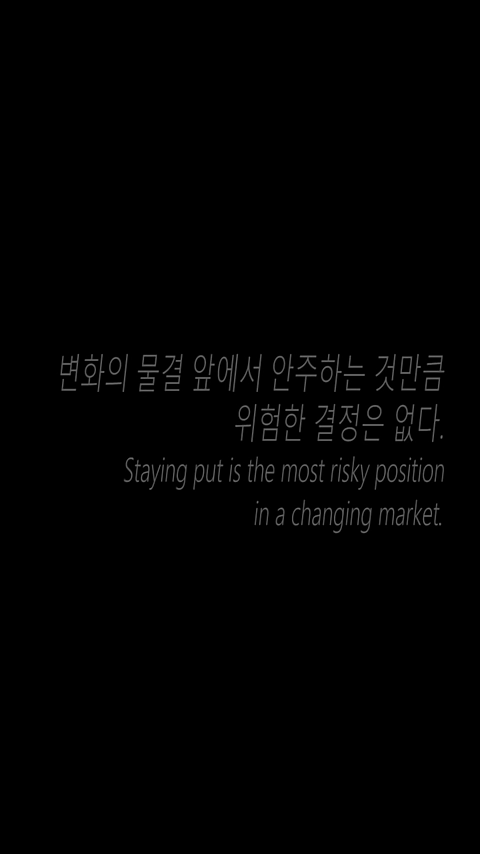 변화의 물결 앞에서 안주하는 것만큼
위험한 결정은 없다.
Staying put is the most risky position
in a changing market.